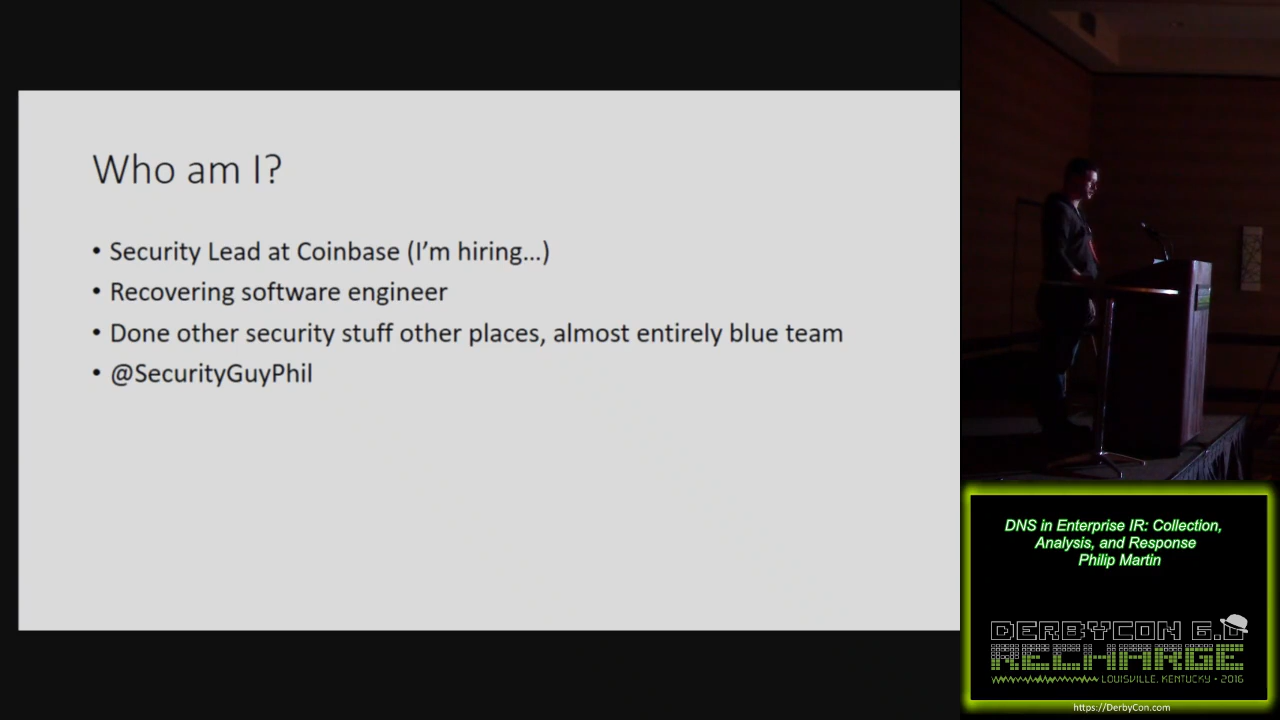 Who am I?
• Security Lead at Coinbase (I’m hiring…)
• Recovering software engineer
• Done other security stuff other places, almost entirely blue team
• @SecurityGuyPhil
DNS in Enterprise IR: Collection,
Analysis, and Response
Philip Martin
DERBYCON 6.0
RECHARGE
LOUISVILLE, KENTUCKY • 2016
https://DerbyCon.com